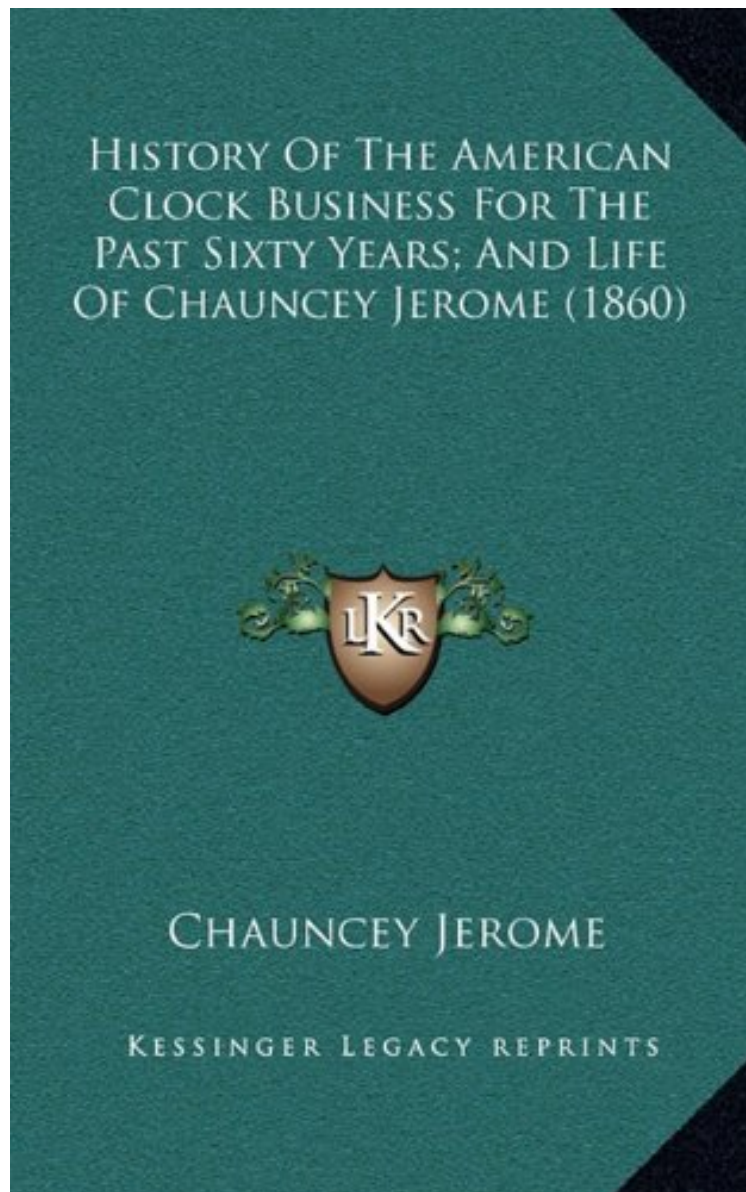 History Of The American
Clock Business For The
Past Sixty Years; And Life
Of Chauncey Jerome (1860)
LKR
Chauncey Jerome
Kessinger Legacy reprints